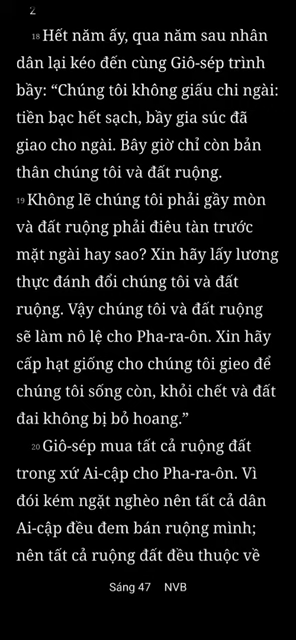 2
18 Hết năm ấy, qua năm sau nhân
dân lại kéo đến cùng Giô-sép trình
bầy: “Chúng tôi không giấu chi ngài:
tiền bạc hết sạch, bầy gia súc đã
giao cho ngài. Bây giờ chỉ còn bản
thân chúng tôi và đất ruộng.
19 Không lẽ chúng tôi phải gầy mòn
và đất ruộng phải điêu tàn trước
mặt ngài hay sao? Xin hãy lấy lương
thực đánh đổi chúng tôi và đất
ruộng. Vậy chúng tôi và đất ruộng
sẽ làm nô lệ cho Pha-ra-ôn. Xin hãy
cấp hạt giống cho chúng tôi gieo để
chúng tôi sống còn, khỏi chết và đất
đai không bị bỏ hoang.”
20 Giô-sép mua tất cả ruộng đất
trong xứ Ai-cập cho Pha-ra-ôn. Vì
đói kém ngặt nghèo nên tất cả dân
Ai-cập đều đem bán ruộng mình;
nên tất cả ruộng đất đều thuộc về
Sáng 47 NVB